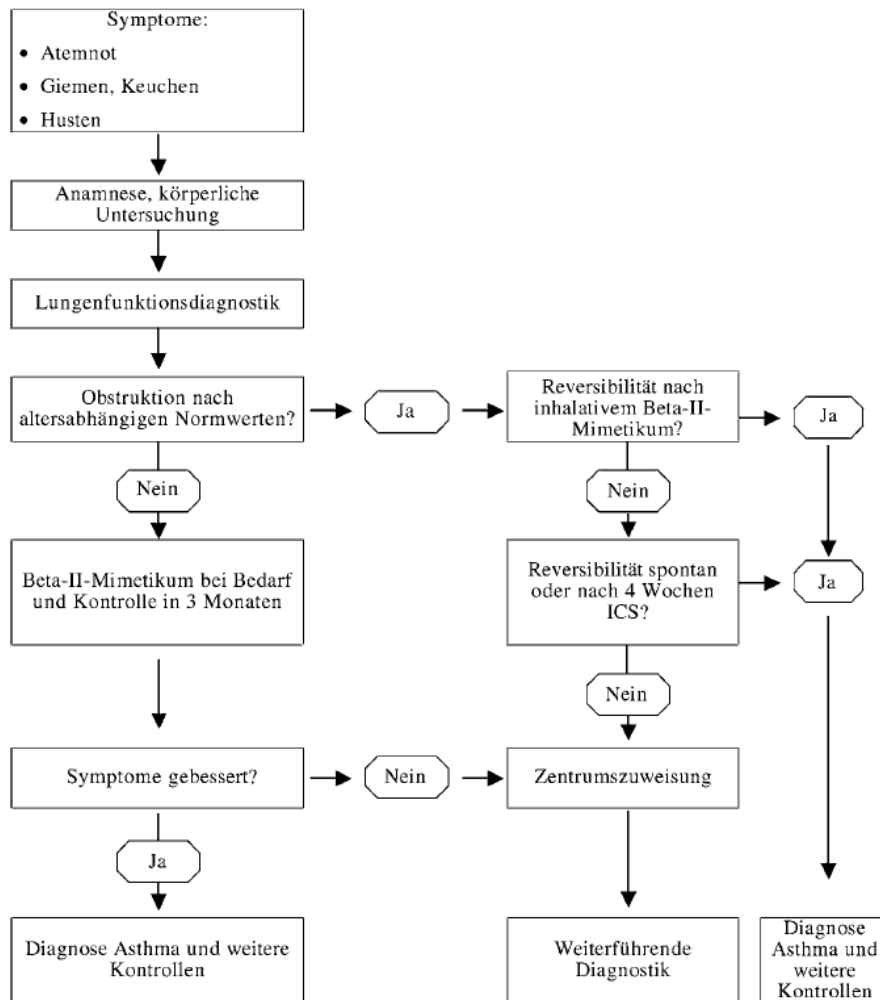 Symptome:
• Atemnot
• Giemen, Keuchen
• Husten
Anamnese, körperliche
Untersuchung
Lungenfunktionsdiagnostik
Obstruktion nach
altersabhängigen Normwerten?
Ja
Reversibilität nach
inhalativem Beta-II-
Mimetikum?
Ja
Nein
Nein
Beta-II-Mimetikum bei Bedarf
und Kontrolle in 3 Monaten
Reversibilität spontan
oder nach 4 Wochen
ICS?
Ja
Nein
Symptome gebessert?
Nein
Zentrumszuweisung
Ja
Diagnose Asthma und weitere
Kontrollen
Weiterführende
Diagnostik
Diagnose
Asthma und
weitere
Kontrollen